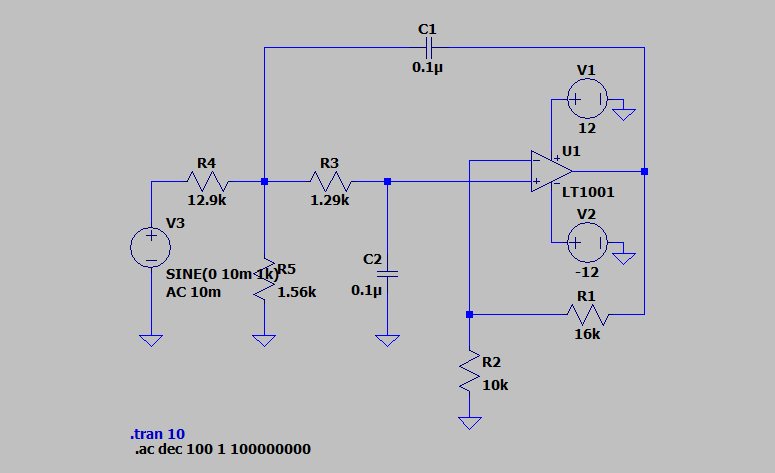 C1
0.1µ
V1
+
12
R4
R3
U1
12.9k
1.29k
LT1001
V3
V2
SINE(0 10m 1k)
R5
C2
-12
AC 10m
1.56k
0.1µ
R1
16k
R2
10k
.tran 10
.ac dec 100 1 100000000